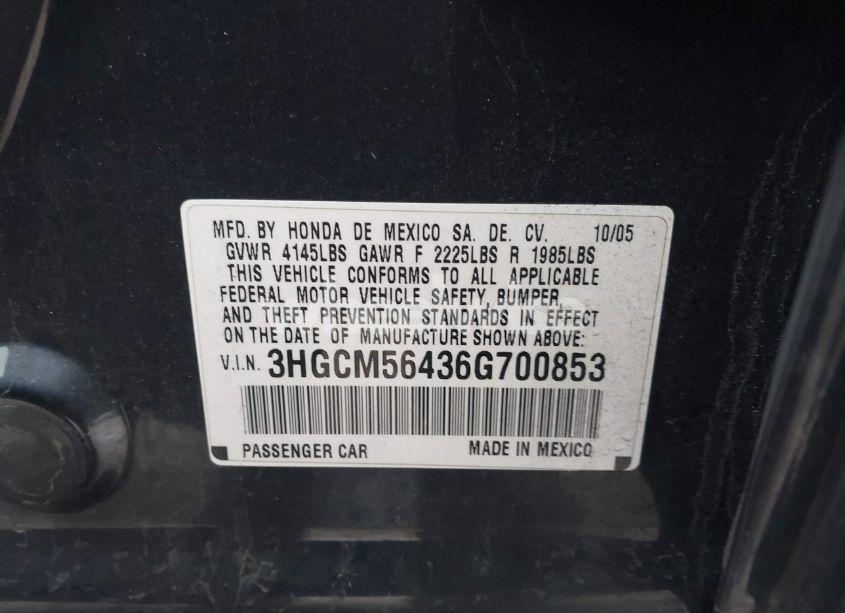 MFD. BY HONDA DE MEXICO SA. DE. CV. 10/05
GVWR 4145LBS GAWR F 2225LBS R 1985LBS
THIS VEHICLE CONFORMS TO ALL APPLICABLE
FEDERAL MOTOR VEHICLE SAFETY, BUMPER,
AND THEFT PREVENTION STANDARDS IN EFFECT
ON THE DATE OF MANUFACTURE SHOWN ABOVE:
V.I.N. 3HGCM56436G700853
PASSENGER CAR MADE IN MEXICO